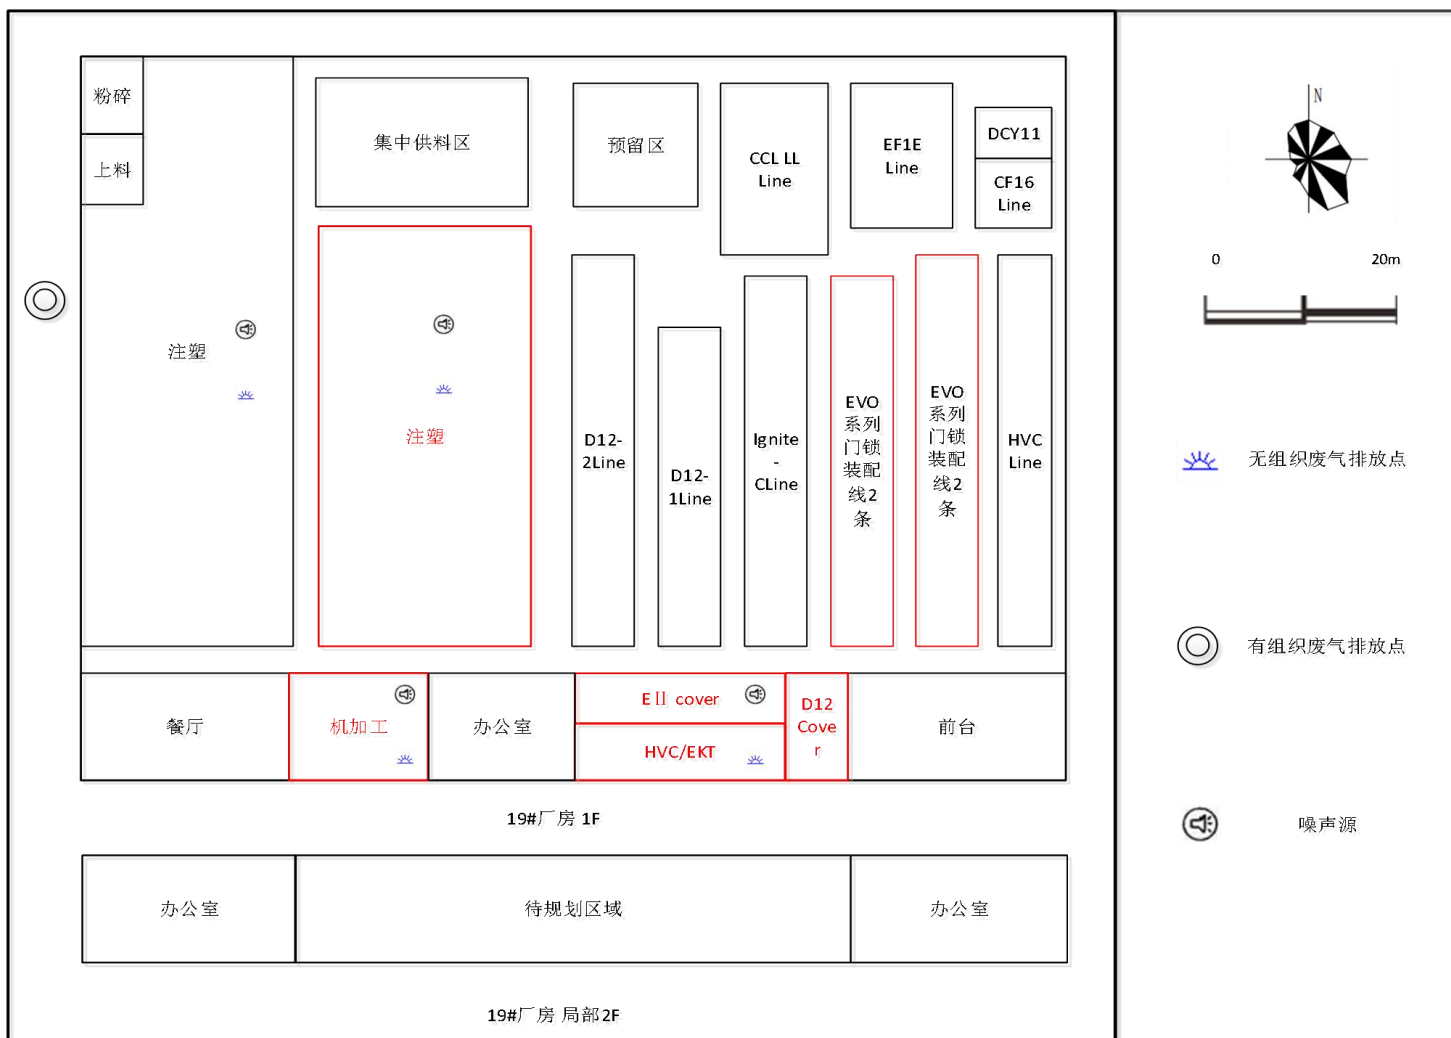 粉碎
上料
注塑
集中供料区
注塑
预留区
CCL LL
Line
EF1E
Line
DCY11
CF16
Line
D12-
2Line
D12-
1Line
Ignite
-
CLine
EVO
系列
门锁
装配
线2
条
EVO
系列
门锁
装配
线2
条
HVC
Line
餐厅
机加工
办公室
EⅡ cover
HVC/EKT
D12
Cove
r
前台
19#厂房 1F
办公室
待规划区域
办公室
19#厂房 局部2F
N
0
20m
无组织废气排放点
有组织废气排放点
噪声源